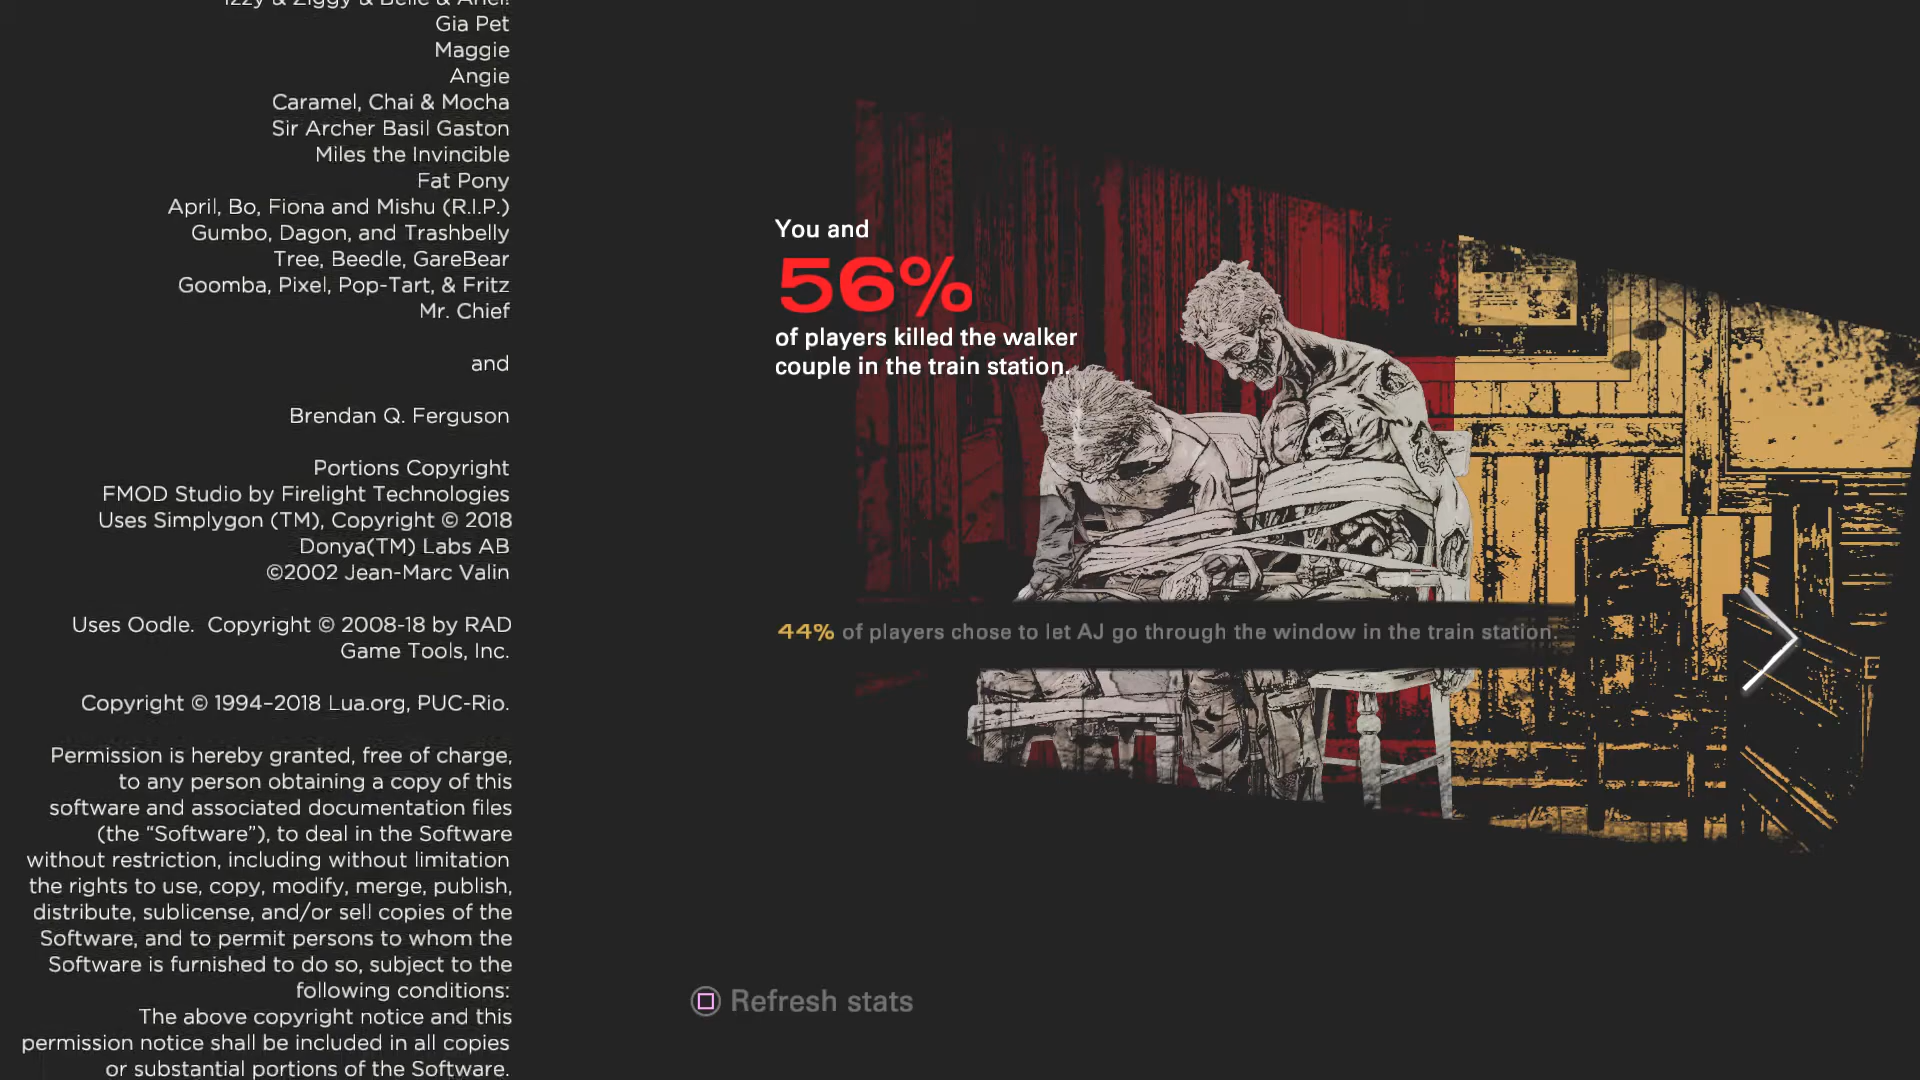 Izzy & Ziggy & Belle & Ariel!
Gia Pet
Maggie
Angie
Caramel, Chai & Mocha
Sir Archer Basil Gaston
Miles the Invincible
Fat Pony
April, Bo, Fiona and Mishu (R.I.P.)
Gumbo, Dagon, and Trashbelly
Tree, Beedle, GareBear
Goomba, Pixel, Pop-Tart, & Fritz
Mr. Chief
and
Brendan Q. Ferguson
Portions Copyright
FMOD Studio by Firelight Technologies
Uses Simplygon (TM), Copyright © 2018
Donya(TM) Labs AB
©2002 Jean-Marc Valin
Uses Oodle.  Copyright © 2008-18 by RAD
Game Tools, Inc.
Copyright © 1994–2018 Lua.org, PUC-Rio.
Permission is hereby granted, free of charge,
to any person obtaining a copy of this
software and associated documentation files
(the “Software”), to deal in the Software
without restriction, including without limitation
the rights to use, copy, modify, merge, publish,
distribute, sublicense, and/or sell copies of the
Software, and to permit persons to whom the
Software is furnished to do so, subject to the
following conditions:
The above copyright notice and this
permission notice shall be included in all copies
or substantial portions of the Software.
You and
56%
of players killed the walker
couple in the train station.
44% of players chose to let AJ go through the window in the train station.
Refresh stats